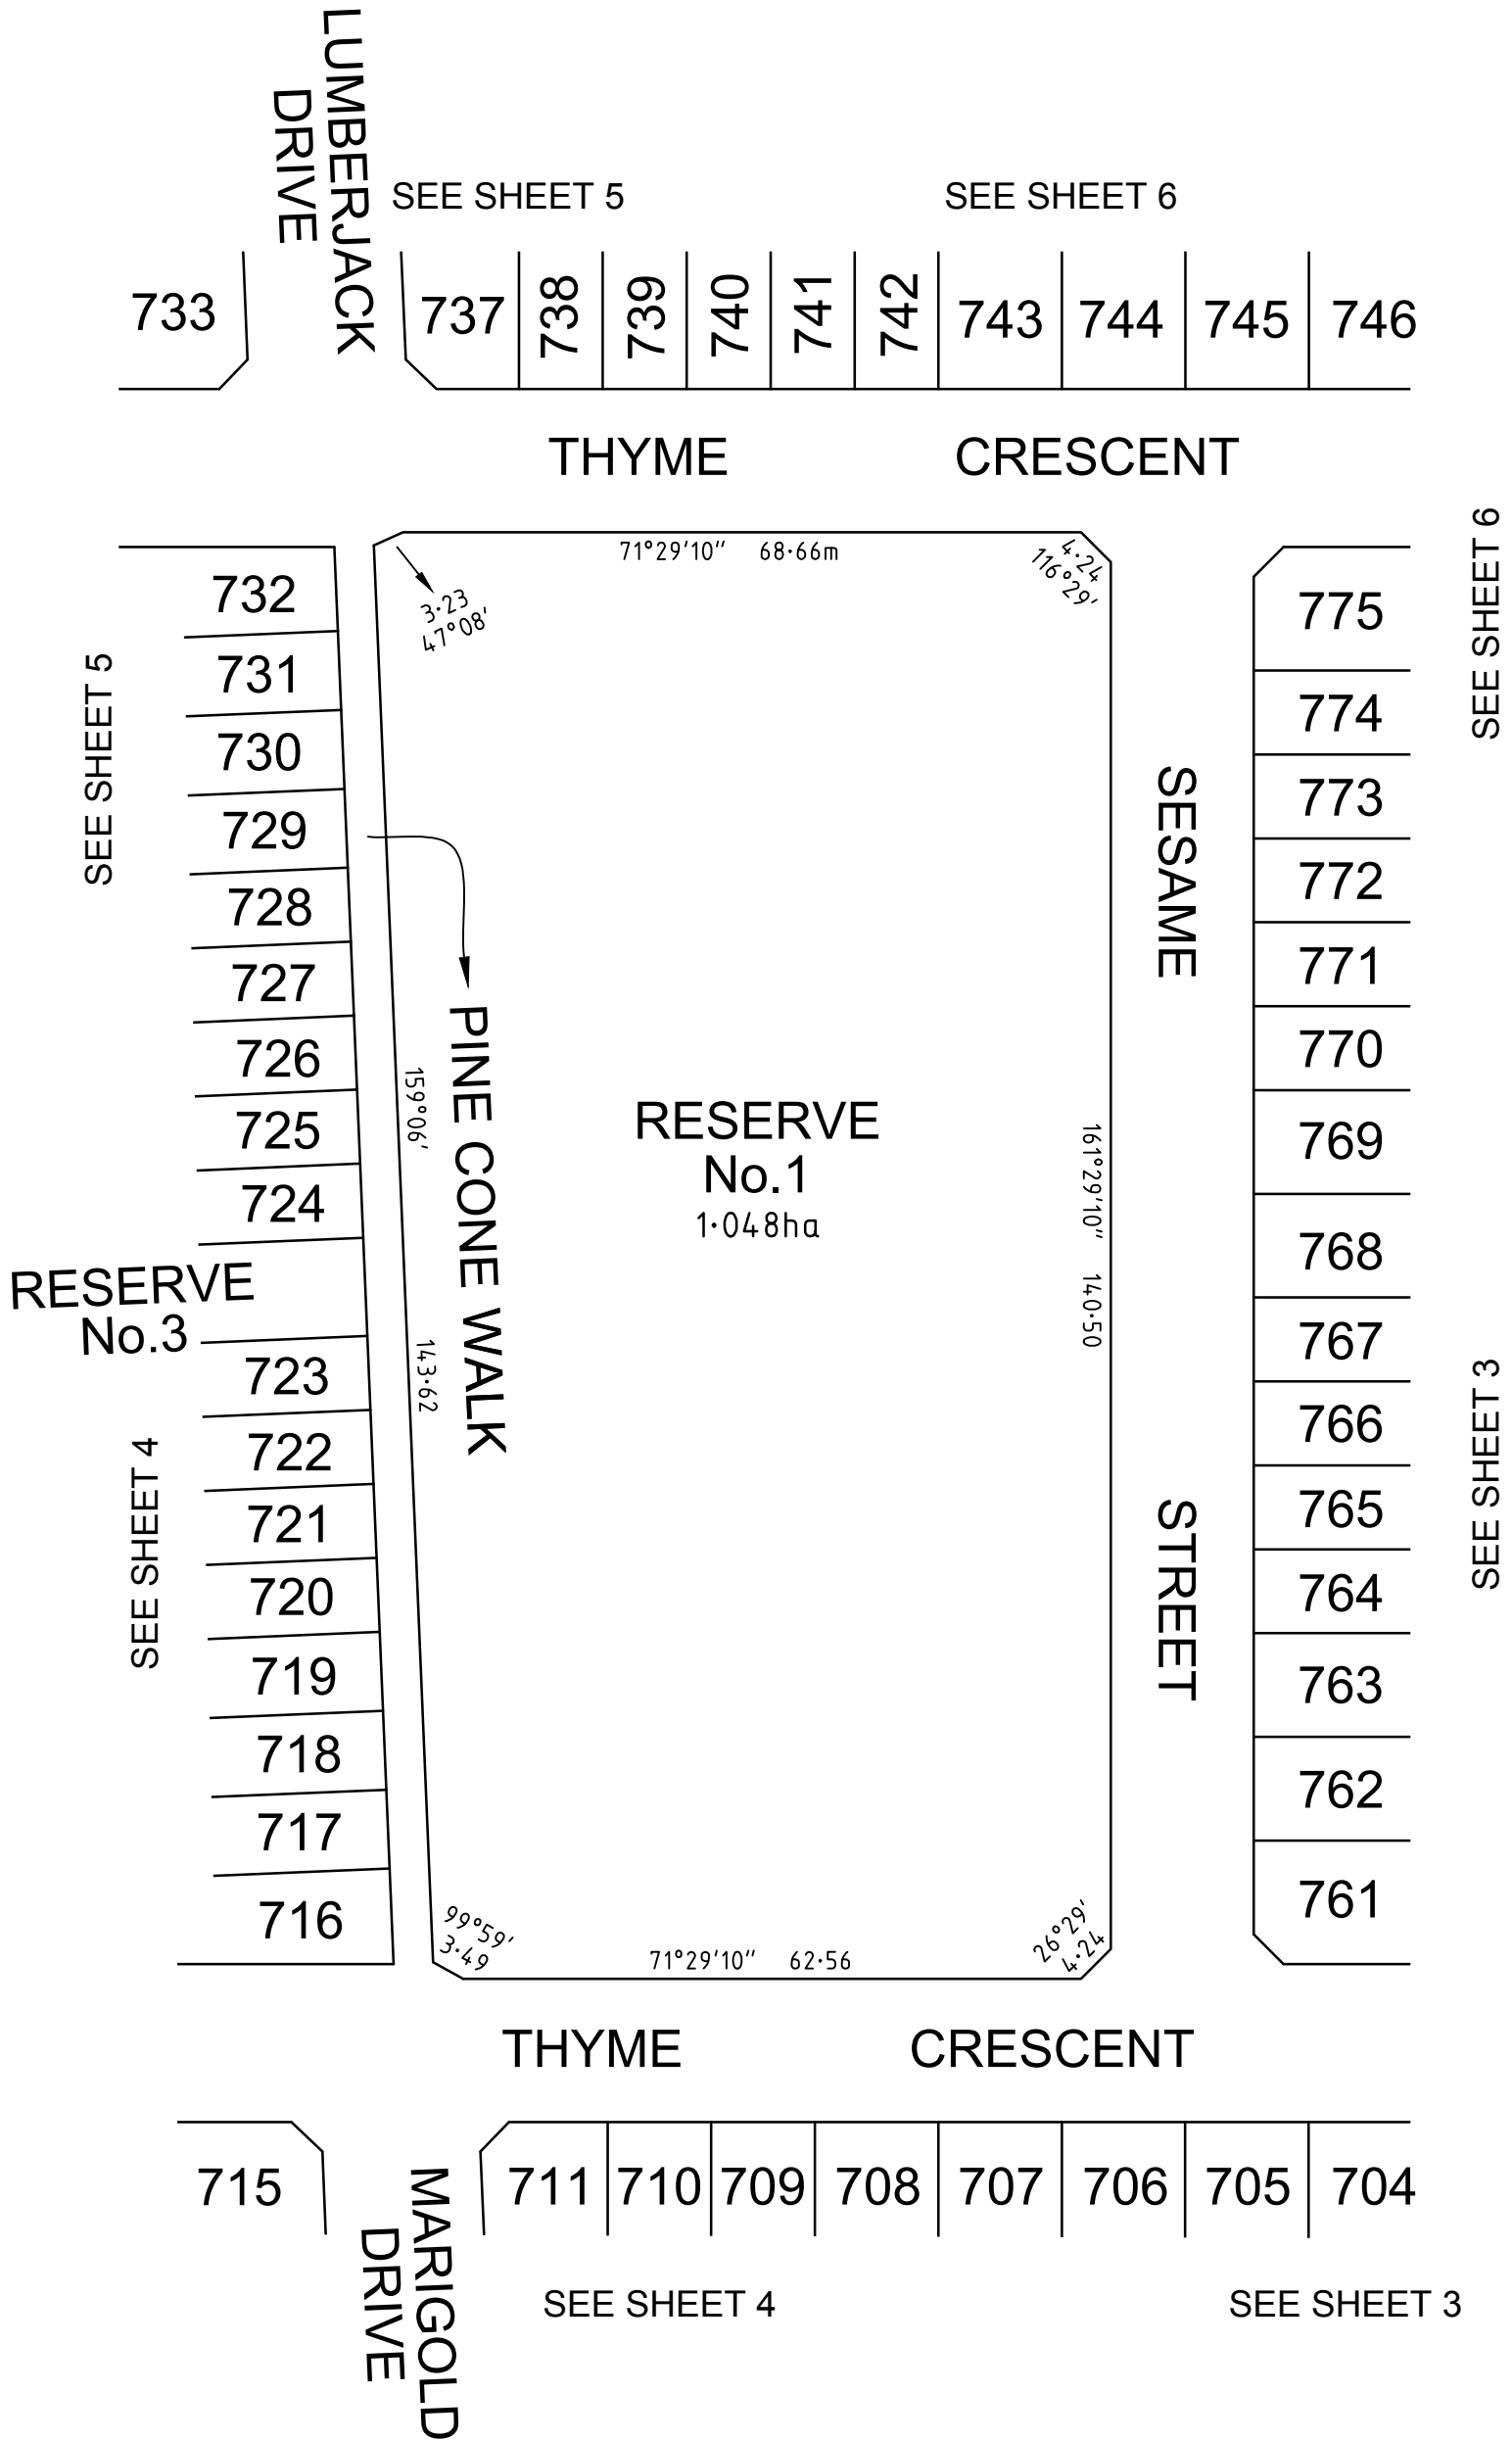 LUMBERJACK
DRIVE
SEE SHEET 5
SEE SHEET 6
733
737
738
739
740
741
742
743
744
745
746
THYME CRESCENT
71°29'10" 68·66m
4·24
116°29'
3·23
47°08'
SEE SHEET 6
SEE SHEET 5
732
731
730
729
728
727
726
725
724
RESERVE
No.3
723
722
721
720
719
718
717
716
SEE SHEET 4
PINE CONE WALK
159°06'
143·62
RESERVE
No.1
1·048ha
161°29'10" 140·50
SESAME STREET
775
774
773
772
771
770
769
768
767
766
765
764
763
762
761
SEE SHEET 3
99°59'
3·49
71°29'10" 62·56
26°29'
4·24
THYME CRESCENT
715
MARIGOLD
DRIVE
711
710
709
708
707
706
705
704
SEE SHEET 4
SEE SHEET 3